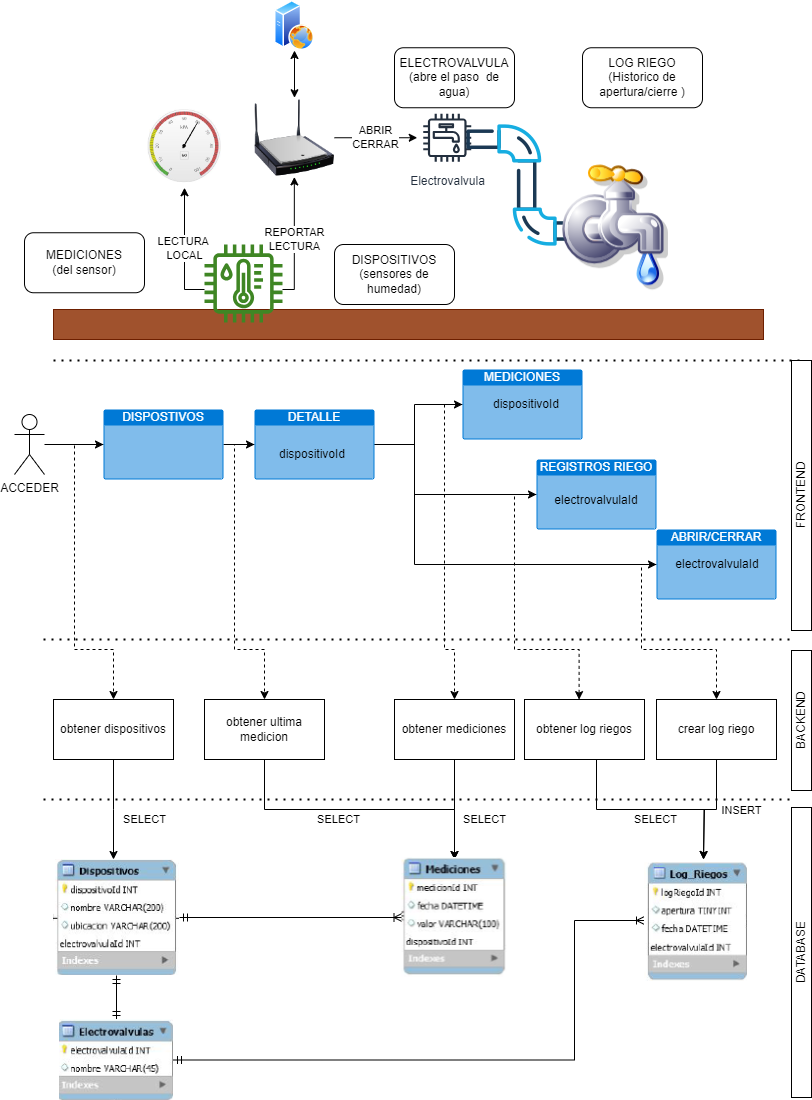 ELECTROVALVULA
(abre el paso de
agua)
LOG RIEGO
(Historico de
apertura/cierre )
ABRIR
CERRAR
Electrovalvula
MEDICIONES
(del sensor)
LECTURA
LOCAL
REPORTAR
LECTURA
DISPOSITIVOS
(sensores de
humedad)
ACCEDER
DISPOSTIVOS
DETALLE
dispositivoId
MEDICIONES
dispositivoId
REGISTROS RIEGO
electrovalvulaId
ABRIR/CERRAR
electrovalvulaId
FRONTEND
obtener dispositivos
obtener ultima
medicion
obtener mediciones
obtener log riegos
crear log riego
BACKEND
SELECT
SELECT
SELECT
SELECT
INSERT
Dispositivos
dispositivoId INT
nombre VARCHAR(200)
ubicacion VARCHAR(200)
electrovalvulaId INT
Indexes
Mediciones
medicionId INT
fecha DATETIME
valor VARCHAR(100)
dispositivoId INT
Indexes
Log_Riegos
logRiegoId INT
apertura TINYINT
fecha DATETIME
electrovalvulaId INT
Indexes
Electrovalvulas
electrovalvulaId INT
nombre VARCHAR(45)
Indexes
DATABASE